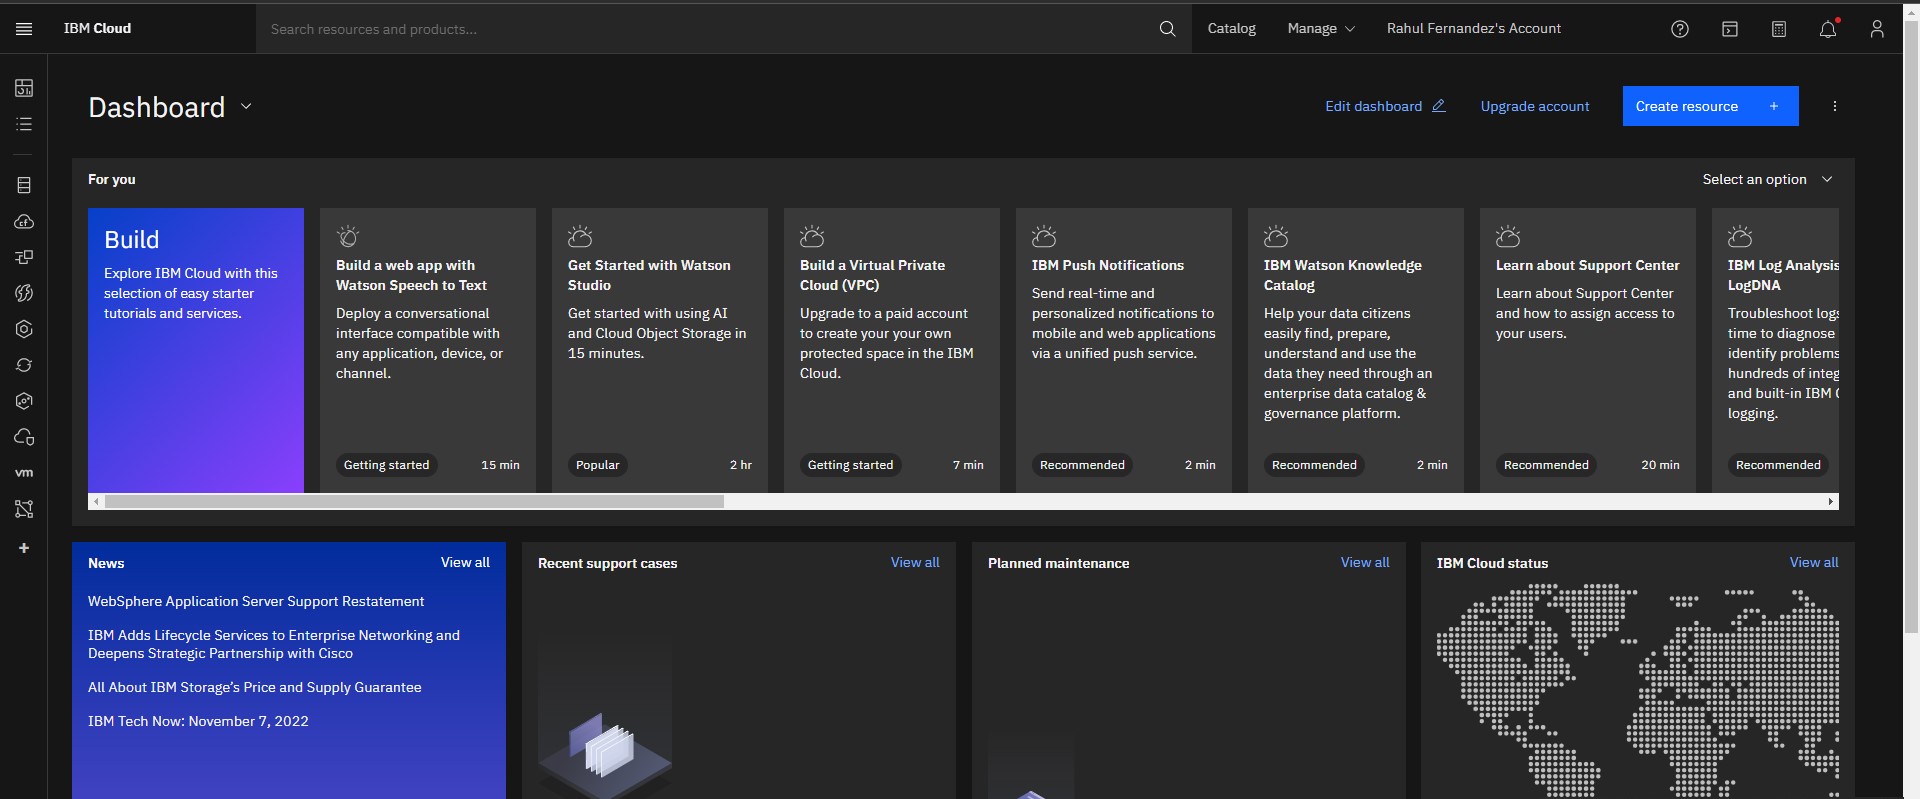 IBM Cloud
Search resources and products...
Catalog
Manage
Rahul Fernandez's Account
Dashboard
Edit dashboard
Upgrade account
Create resource +
For you
Select an option
Build
Explore IBM Cloud with this
selection of easy starter
tutorials and services.
Build a web app with
Watson Speech to Text
Deploy a conversational
interface compatible with
any application, device, or
channel.
Getting started
15 min
Get Started with Watson
Studio
Get started with using AI
and Cloud Object Storage in
15 minutes.
Popular
2 hr
Build a Virtual Private
Cloud (VPC)
Upgrade to a paid account
to create your your own
protected space in the IBM
Cloud.
Getting started
7 min
IBM Push Notifications
Send real-time and
personalized notifications to
mobile and web applications
via a unified push service.
Recommended
2 min
IBM Watson Knowledge
Catalog
Help your data citizens
easily find, prepare,
understand and use the
data they need through an
enterprise data catalog &
governance platform.
Recommended
2 min
Learn about Support Center
Learn about Support Center
and how to assign access to
your users.
Recommended
20 min
IBM Log Analysis
LogDNA
Troubleshoot logs
time to diagnose
identify problems
hundreds of integ
and built-in IBM C
logging.
Recommended
vm
+
News
View all
WebSphere Application Server Support Restatement
IBM Adds Lifecycle Services to Enterprise Networking and
Deepens Strategic Partnership with Cisco
All About IBM Storage’s Price and Supply Guarantee
IBM Tech Now: November 7, 2022
Recent support cases
View all
Planned maintenance
View all
IBM Cloud status
View all